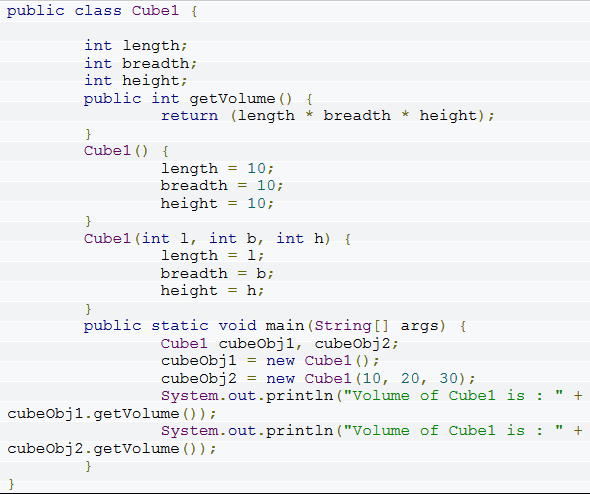 public class Cube1 {
int length;
int breadth;
int height;
public int getVolume() {
return (length * breadth * height);
}
Cube1() {
length = 10;
breadth = 10;
height = 10;
}
Cube1(int l, int b, int h) {
length = l;
breadth = b;
height = h;
}
public static void main(String[] args) {
Cube1 cubeObj1, cubeObj2;
cubeObj1 = new Cube1();
cubeObj2 = new Cube1(10, 20, 30);
System.out.println("Volume of Cube1 is : " +
cubeObj1.getVolume());
System.out.println("Volume of Cube1 is : " +
cubeObj2.getVolume());
}
}